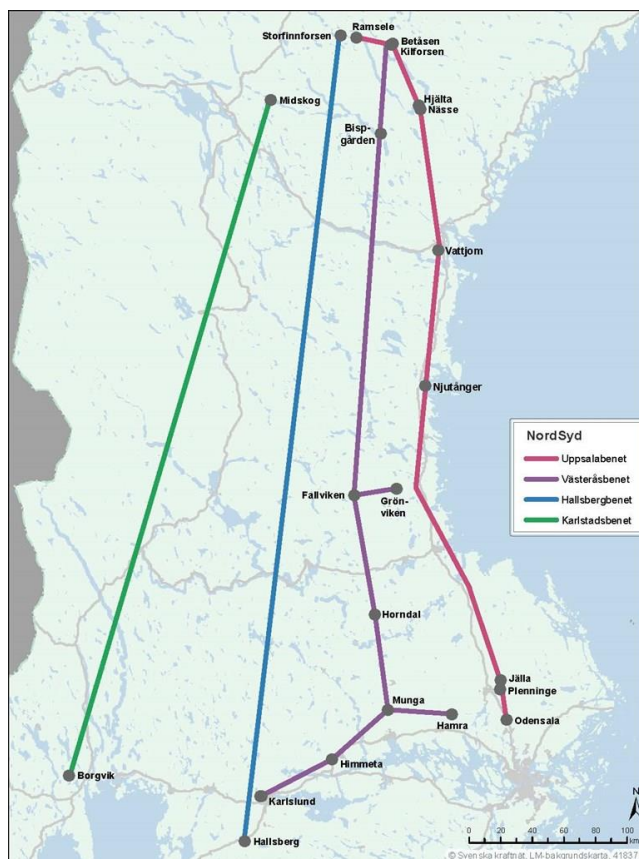 Ramsele
Storfinnforsen
Betåsen
Kilforsen
Midskog
Hjälta
Nässe
Bisp-
gården
Vattjom
Njutånger
NordSyd
Uppsalabenet
Västeråsbenet
Hallsbergbenet
Karlstadsbenet
Fallviken
Grön-
viken
Horndal
Jälla
Plenninge
Munga
Hamra
Odensala
Himmeta
Borgvik
Karlslund
N
Hallsberg
0 20 40 60 80 100
km
© Svenska kraftnät, LM-bakgrundskarta, 41837